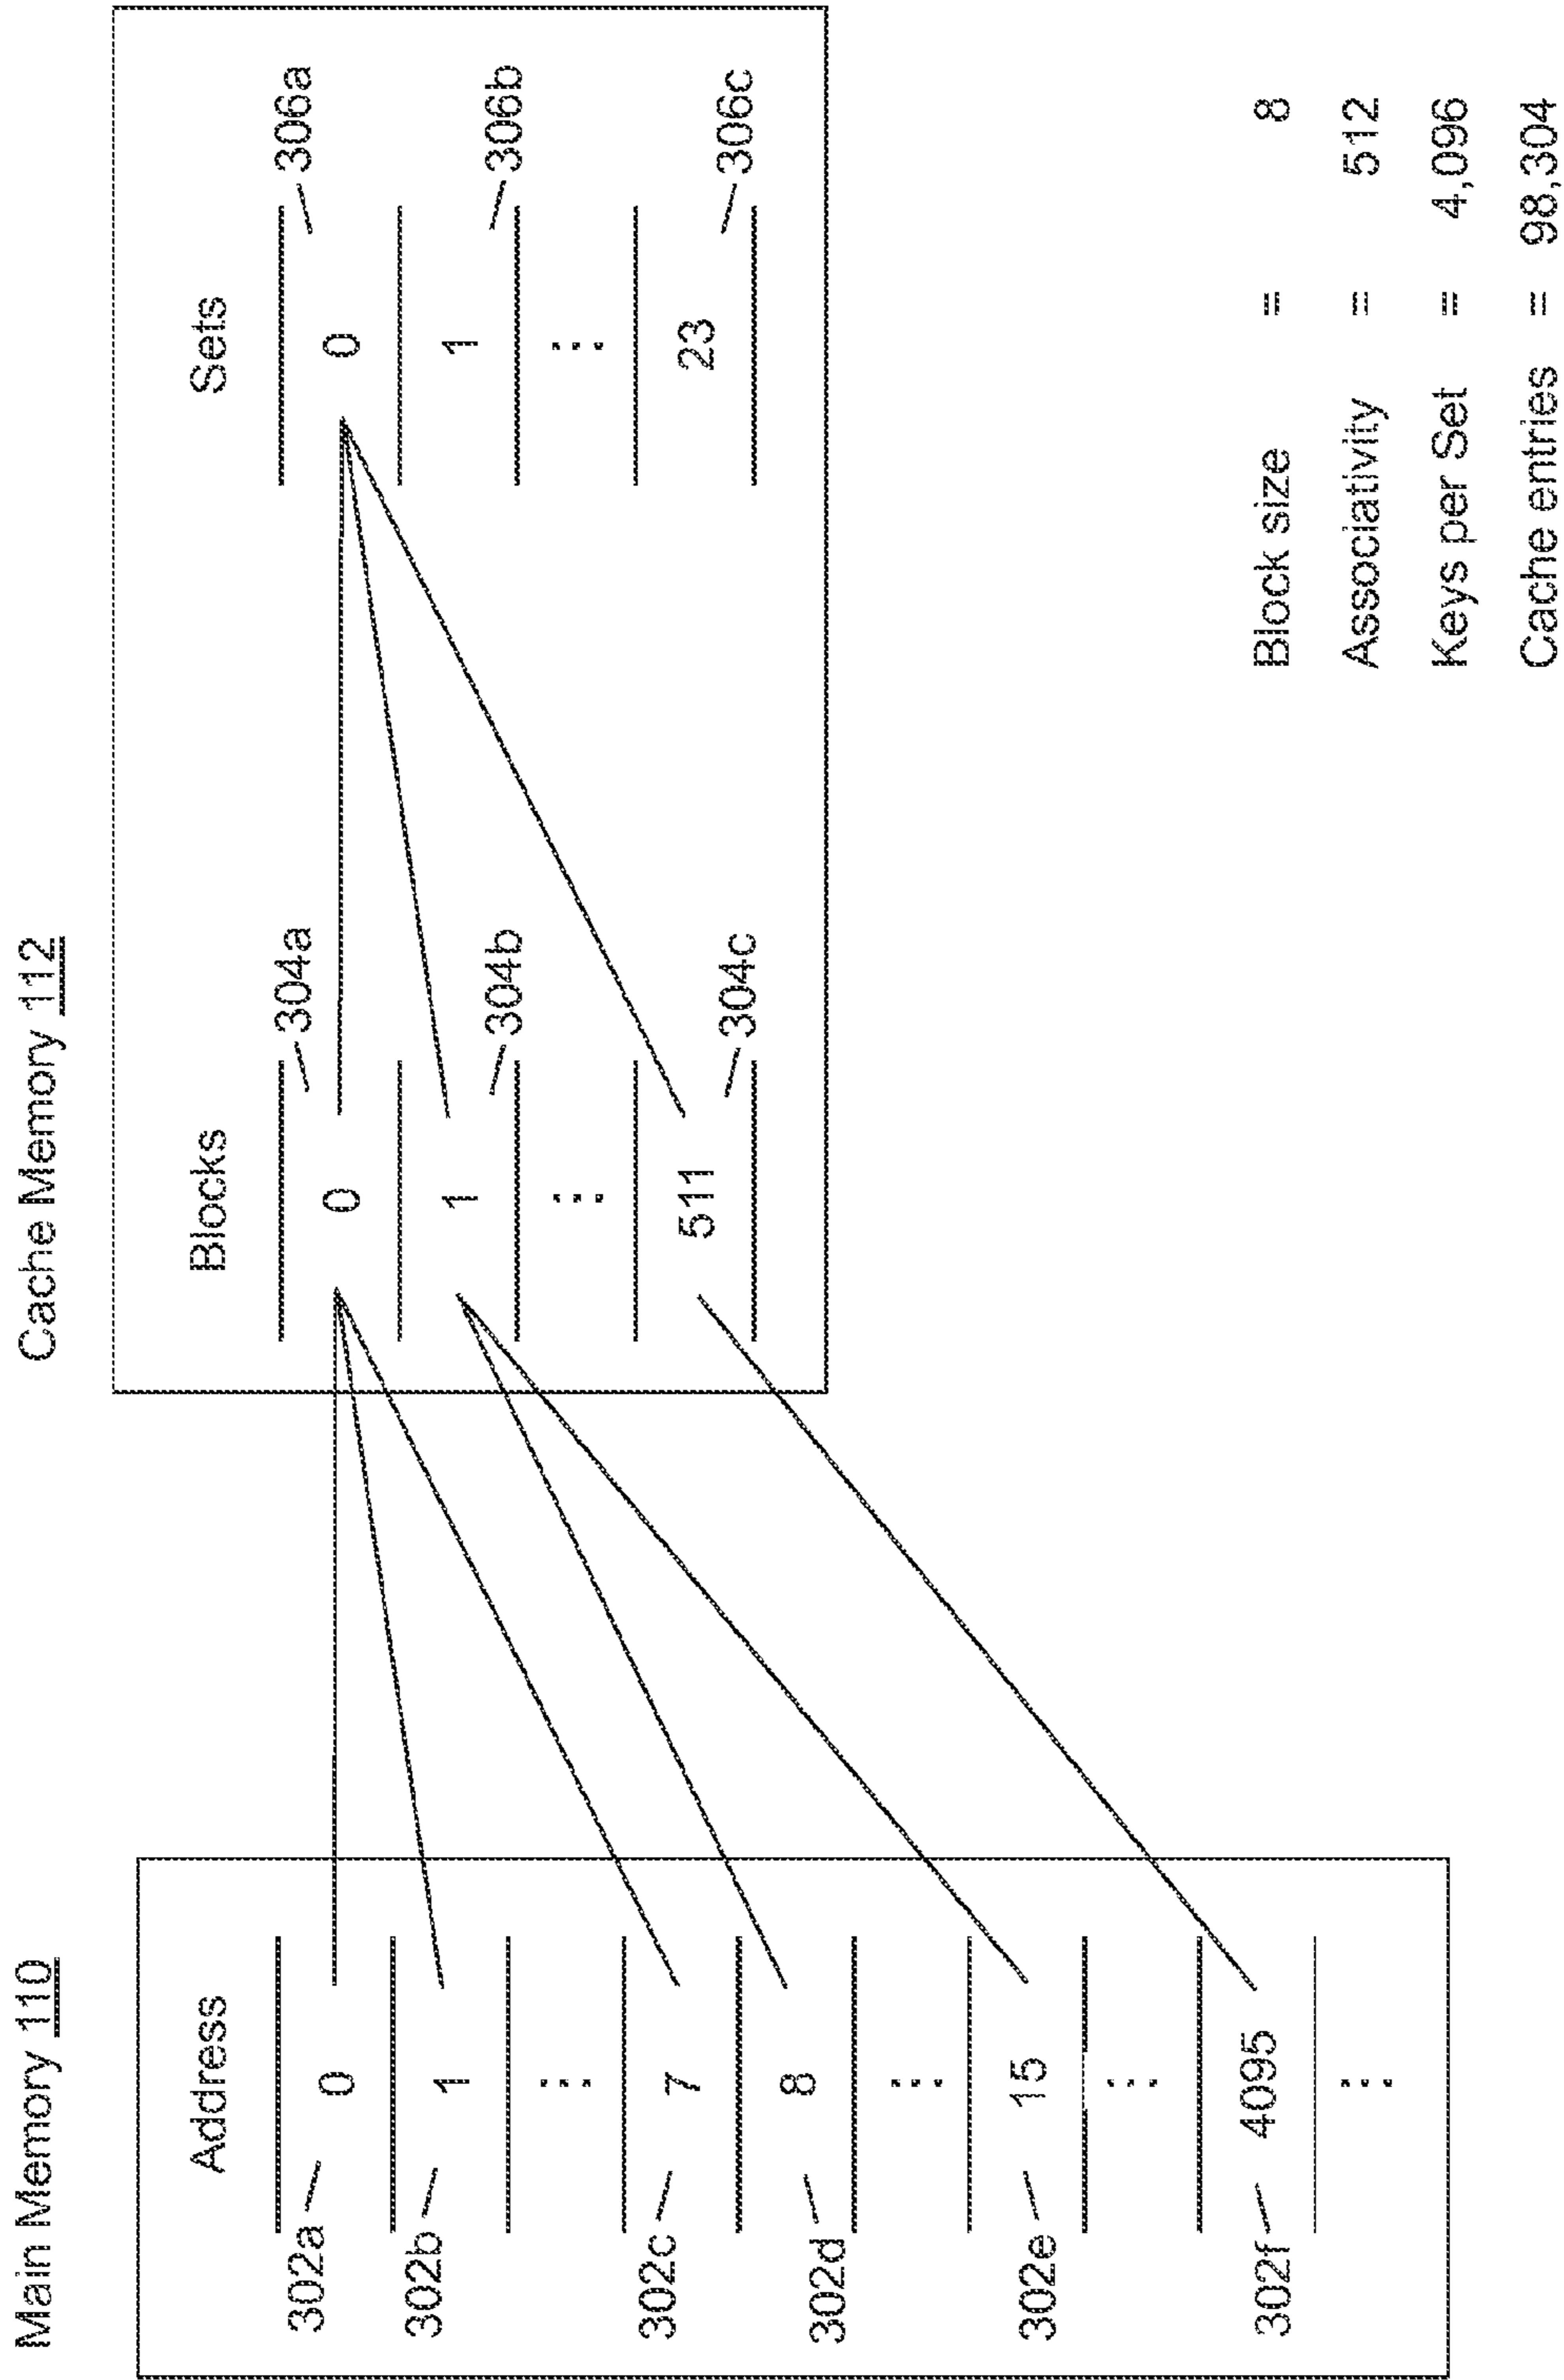 Main Memory 110
Cache Memory 112
Address
302a 0
302b 1
⋮
302c 7
302d 8
⋮
302e 15
⋮
302f 4095
⋮
Blocks
0 304a
1 304b
⋮
511 304c
Sets
0 306a
1 306b
⋮
23 306c
Block size = 8
Associativity = 512
Keys per Set = 4,096
Cache entries = 98,304